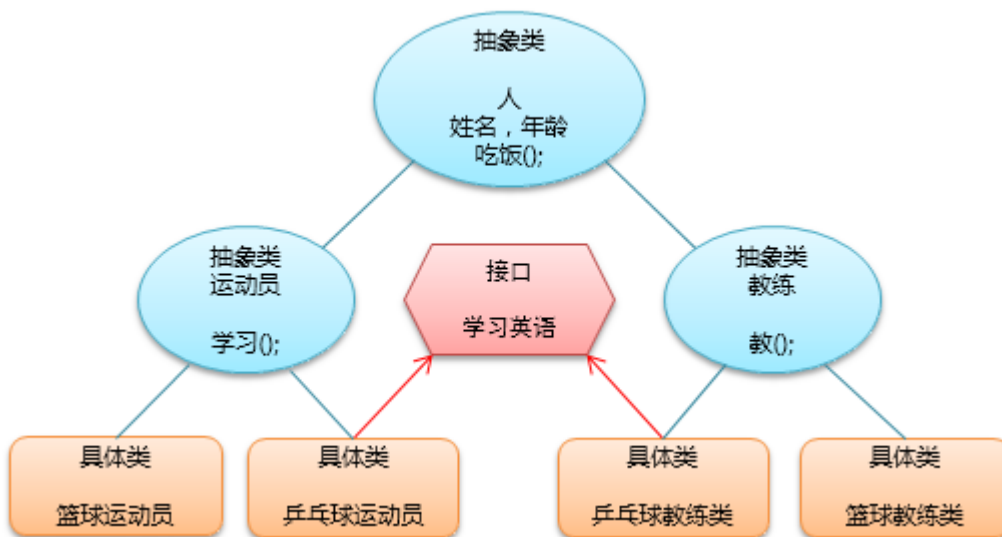 抽象类
人
姓名，年龄
吃饭();
抽象类
运动员
学习();
接口
学习英语
抽象类
教练
教();
具体类
篮球运动员
具体类
乒乓球运动员
具体类
乒乓球教练类
具体类
篮球教练类